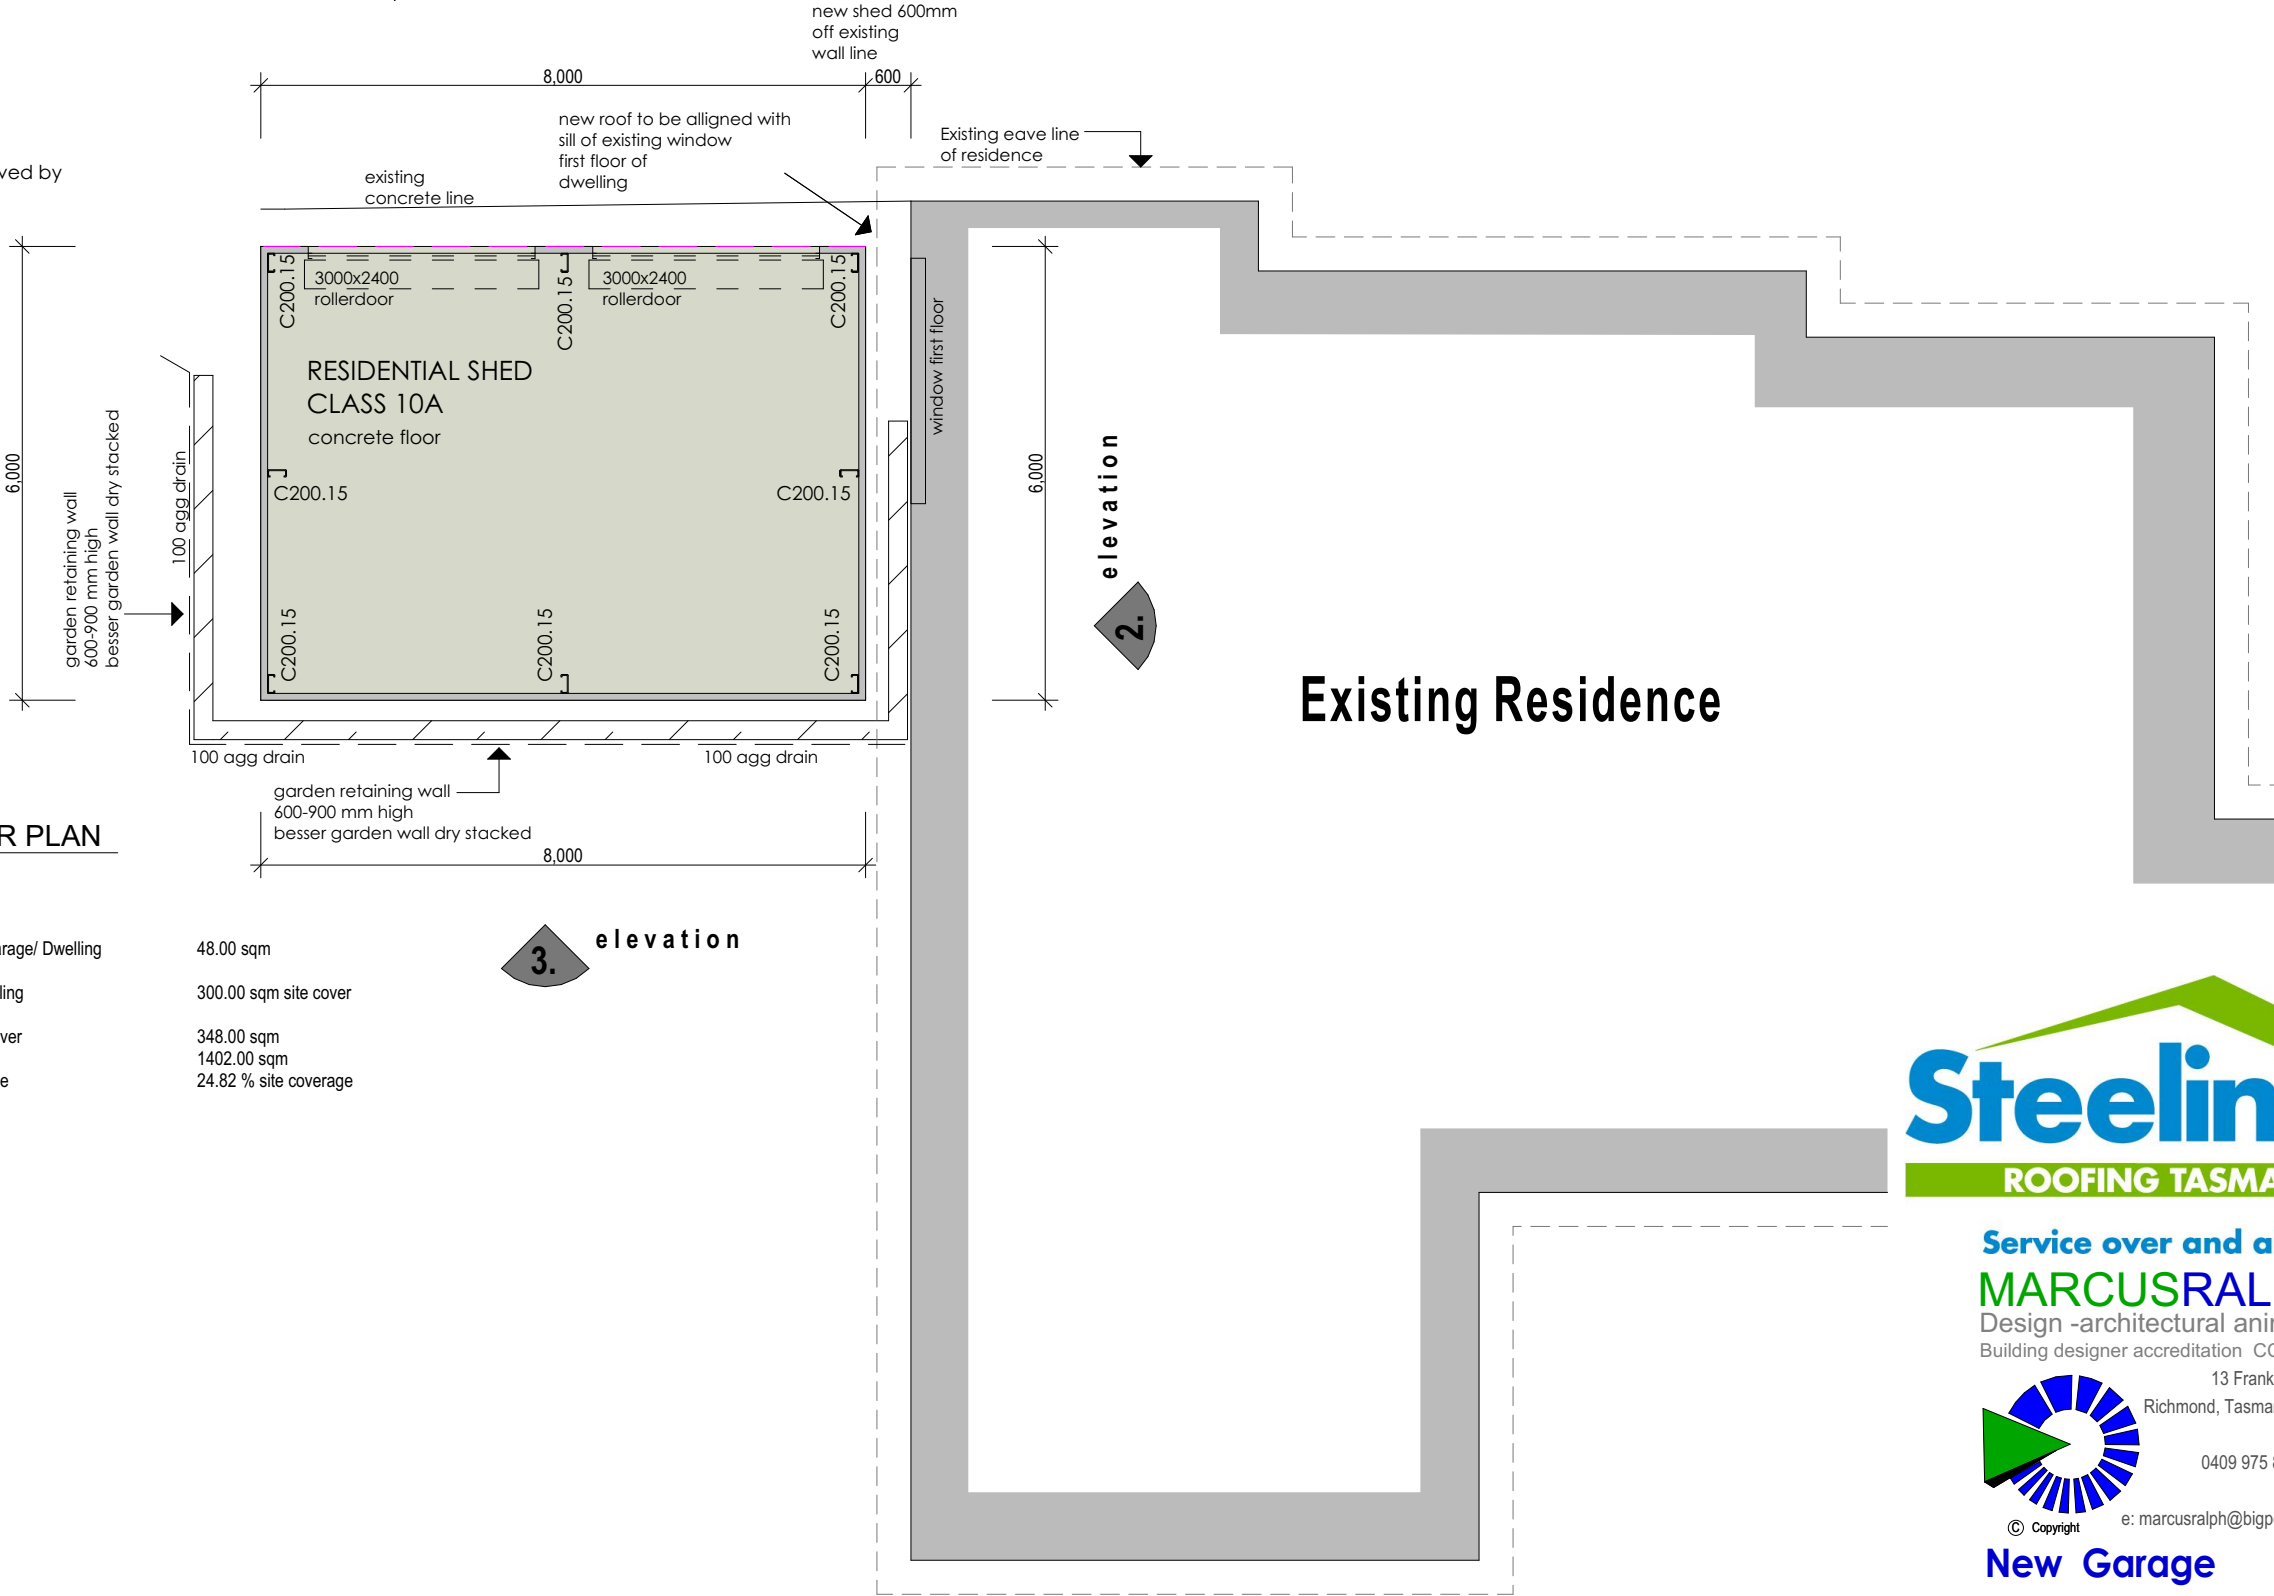 new shed 600mm
off existing
wall line
8,000
600
new roof to be alligned with
sill of existing window
first floor of
dwelling
Existing eave line
of residence
ved by
existing
concrete line
3000x2400
rollerdoor
3000x2400
rollerdoor
C200.15
C200.15
C200.15
RESIDENTIAL SHED
CLASS 10A
concrete floor
window first floor
C200.15
C200.15
6,000
6,000
garden retaining wall
600-900 mm high
besser garden wall dry stacked
100 agg drain
elevation
2.
C200.15
C200.15
C200.15
Existing Residence
100 agg drain
100 agg drain
garden retaining wall
600-900 mm high
besser garden wall dry stacked
R PLAN
8,000
3.
elevation
arage/ Dwelling 48.00 sqm
ling 300.00 sqm site cover
ver 348.00 sqm
1402.00 sqm
e 24.82 % site coverage
Steelin
ROOFING TASMA
Service over and a
MARCUSRAL
Design -architectural ani
Building designer accreditation CC
13 Frank
Richmond, Tasma
0409 975
e: marcusralph@bigp
© Copyright
New Garage